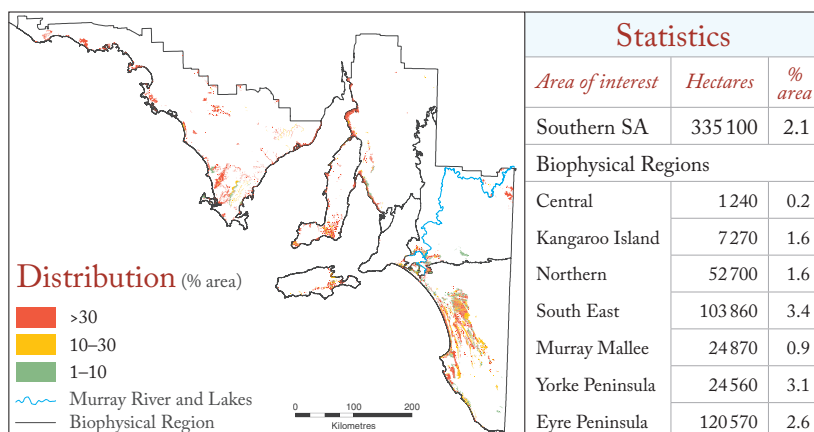 Distribution (% area)
>30
10–30
1–10
Murray River and Lakes
Biophysical Region
0 100 200
Kilometres
Statistics
Area of interest Hectares % area
Southern SA 335 100 2.1
Biophysical Regions
Central 1 240 0.2
Kangaroo Island 7 270 1.6
Northern 52 700 1.6
South East 103 860 3.4
Murray Mallee 24 870 0.9
Yorke Peninsula 24 560 3.1
Eyre Peninsula 120 570 2.6